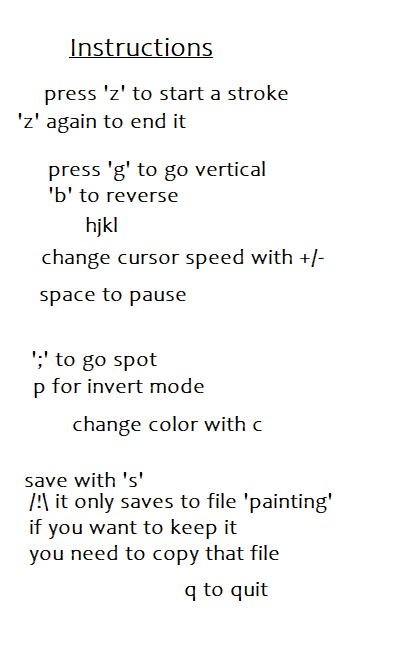 Instructions
press 'z' to start a stroke
'z' again to end it
press 'g' to go vertical
'b' to reverse
hjkl
change cursor speed with +/-
space to pause
';' to go spot
p for invert mode
change color with c
save with 's'
/!\ it only saves to file 'painting'
if you want to keep it
you need to copy that file
q to quit